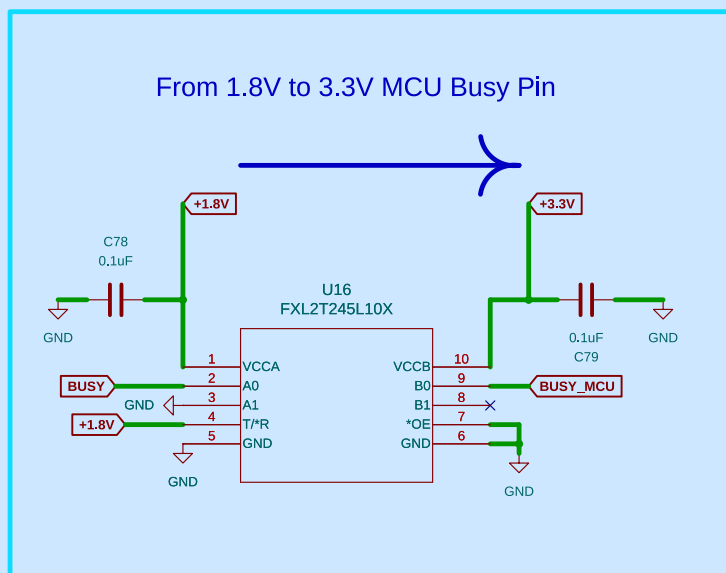 From 1.8V to 3.3V MCU Busy Pin
+1.8V
+3.3V
C78
0.1uF
GND
U16
FXL2T245L10X
0.1uF
C79
GND
1
VCCA
VCCB
10
BUSY
2
A0
B0
9
BUSY_MCU
GND
3
A1
B1
8
+1.8V
4
T/*R
*OE
7
5
GND
GND
6
GND
GND